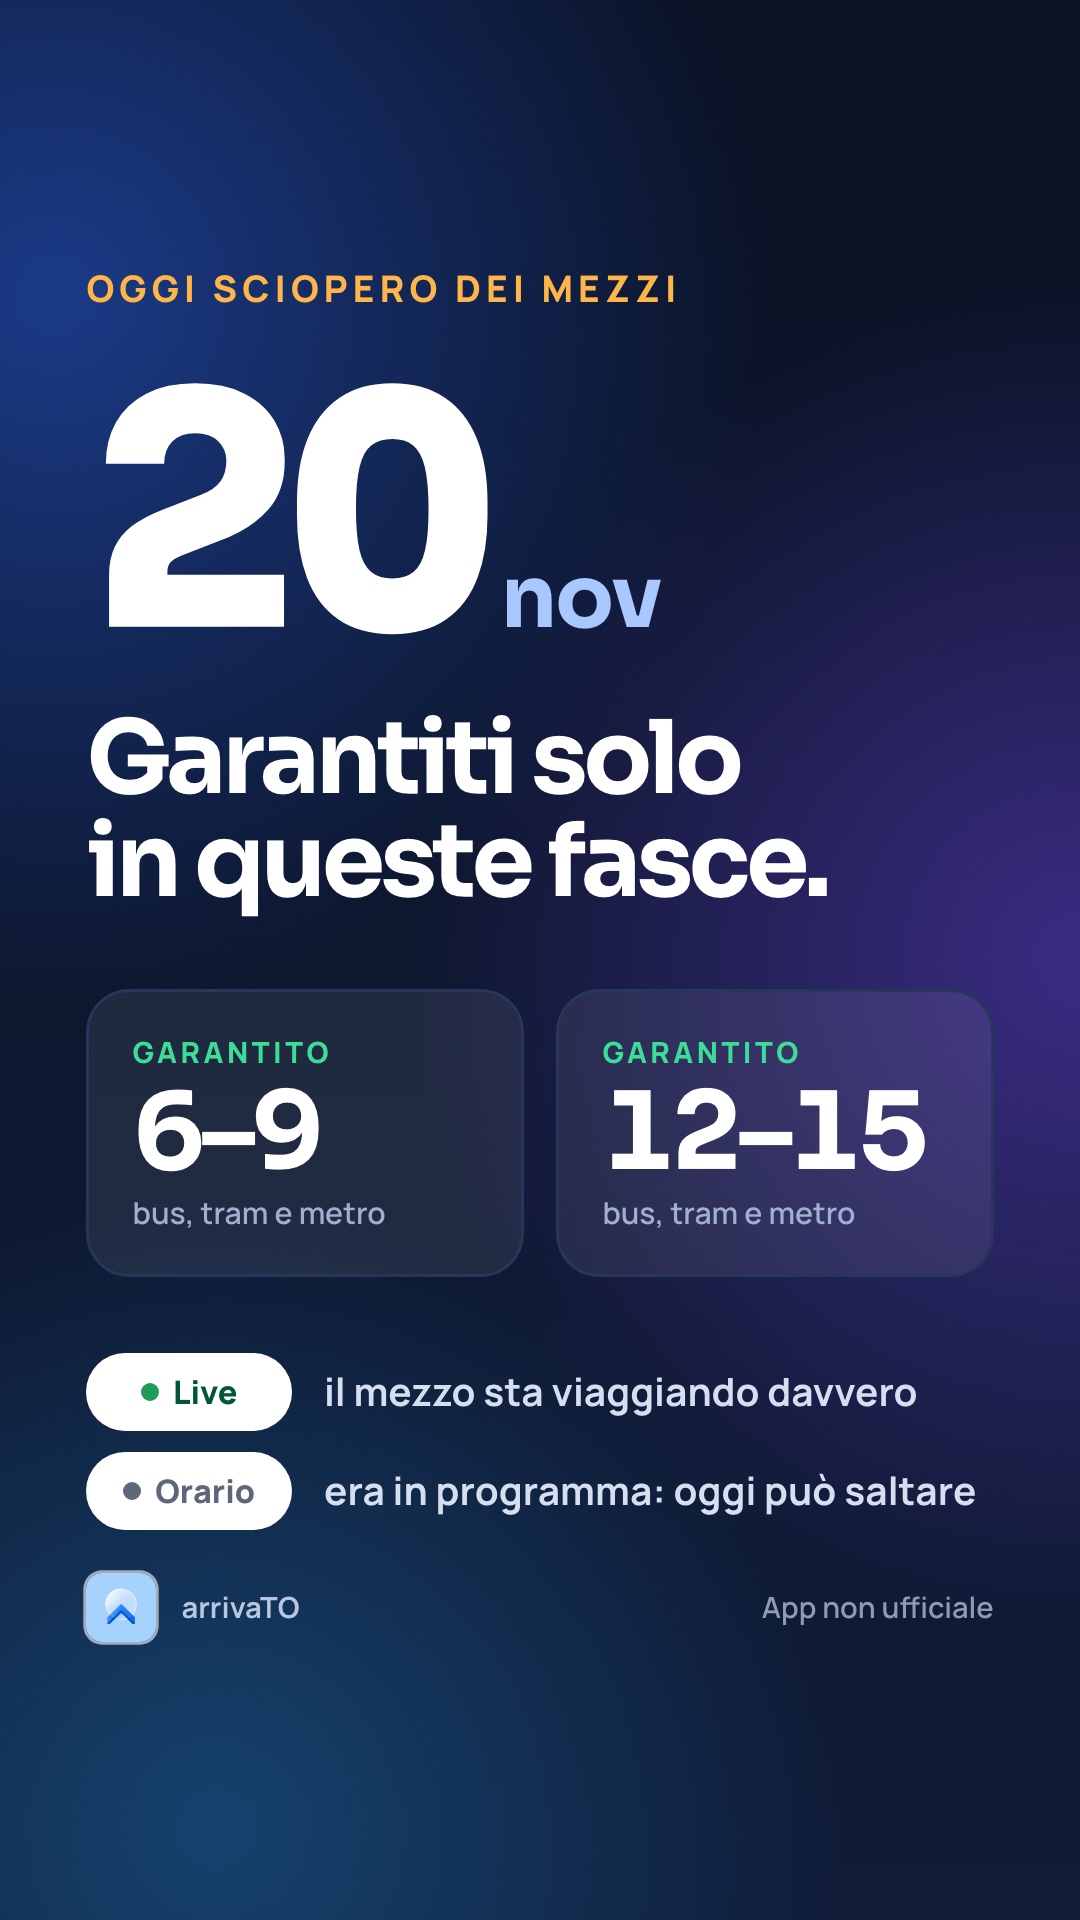 OGGI SCIOPERO DEI MEZZI
20 nov
Garantiti solo
in queste fasce.
GARANTITO
6–9
bus, tram e metro
GARANTITO
12–15
bus, tram e metro
Live il mezzo sta viaggiando davvero
Orario era in programma: oggi può saltare
arrivaTO App non ufficiale